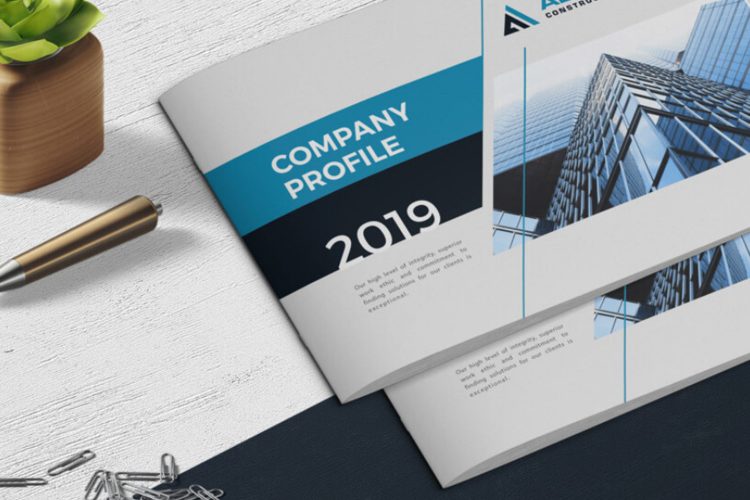 CONSTRUC
COMPANY
PROFILE
2019
Our high level of integrity, superior
work ethic and commitment to
finding solutions for our clients is
exceptional.
Our high level of integrity, superior
work ethic and commitment to
finding solutions for our clients is
exceptional.